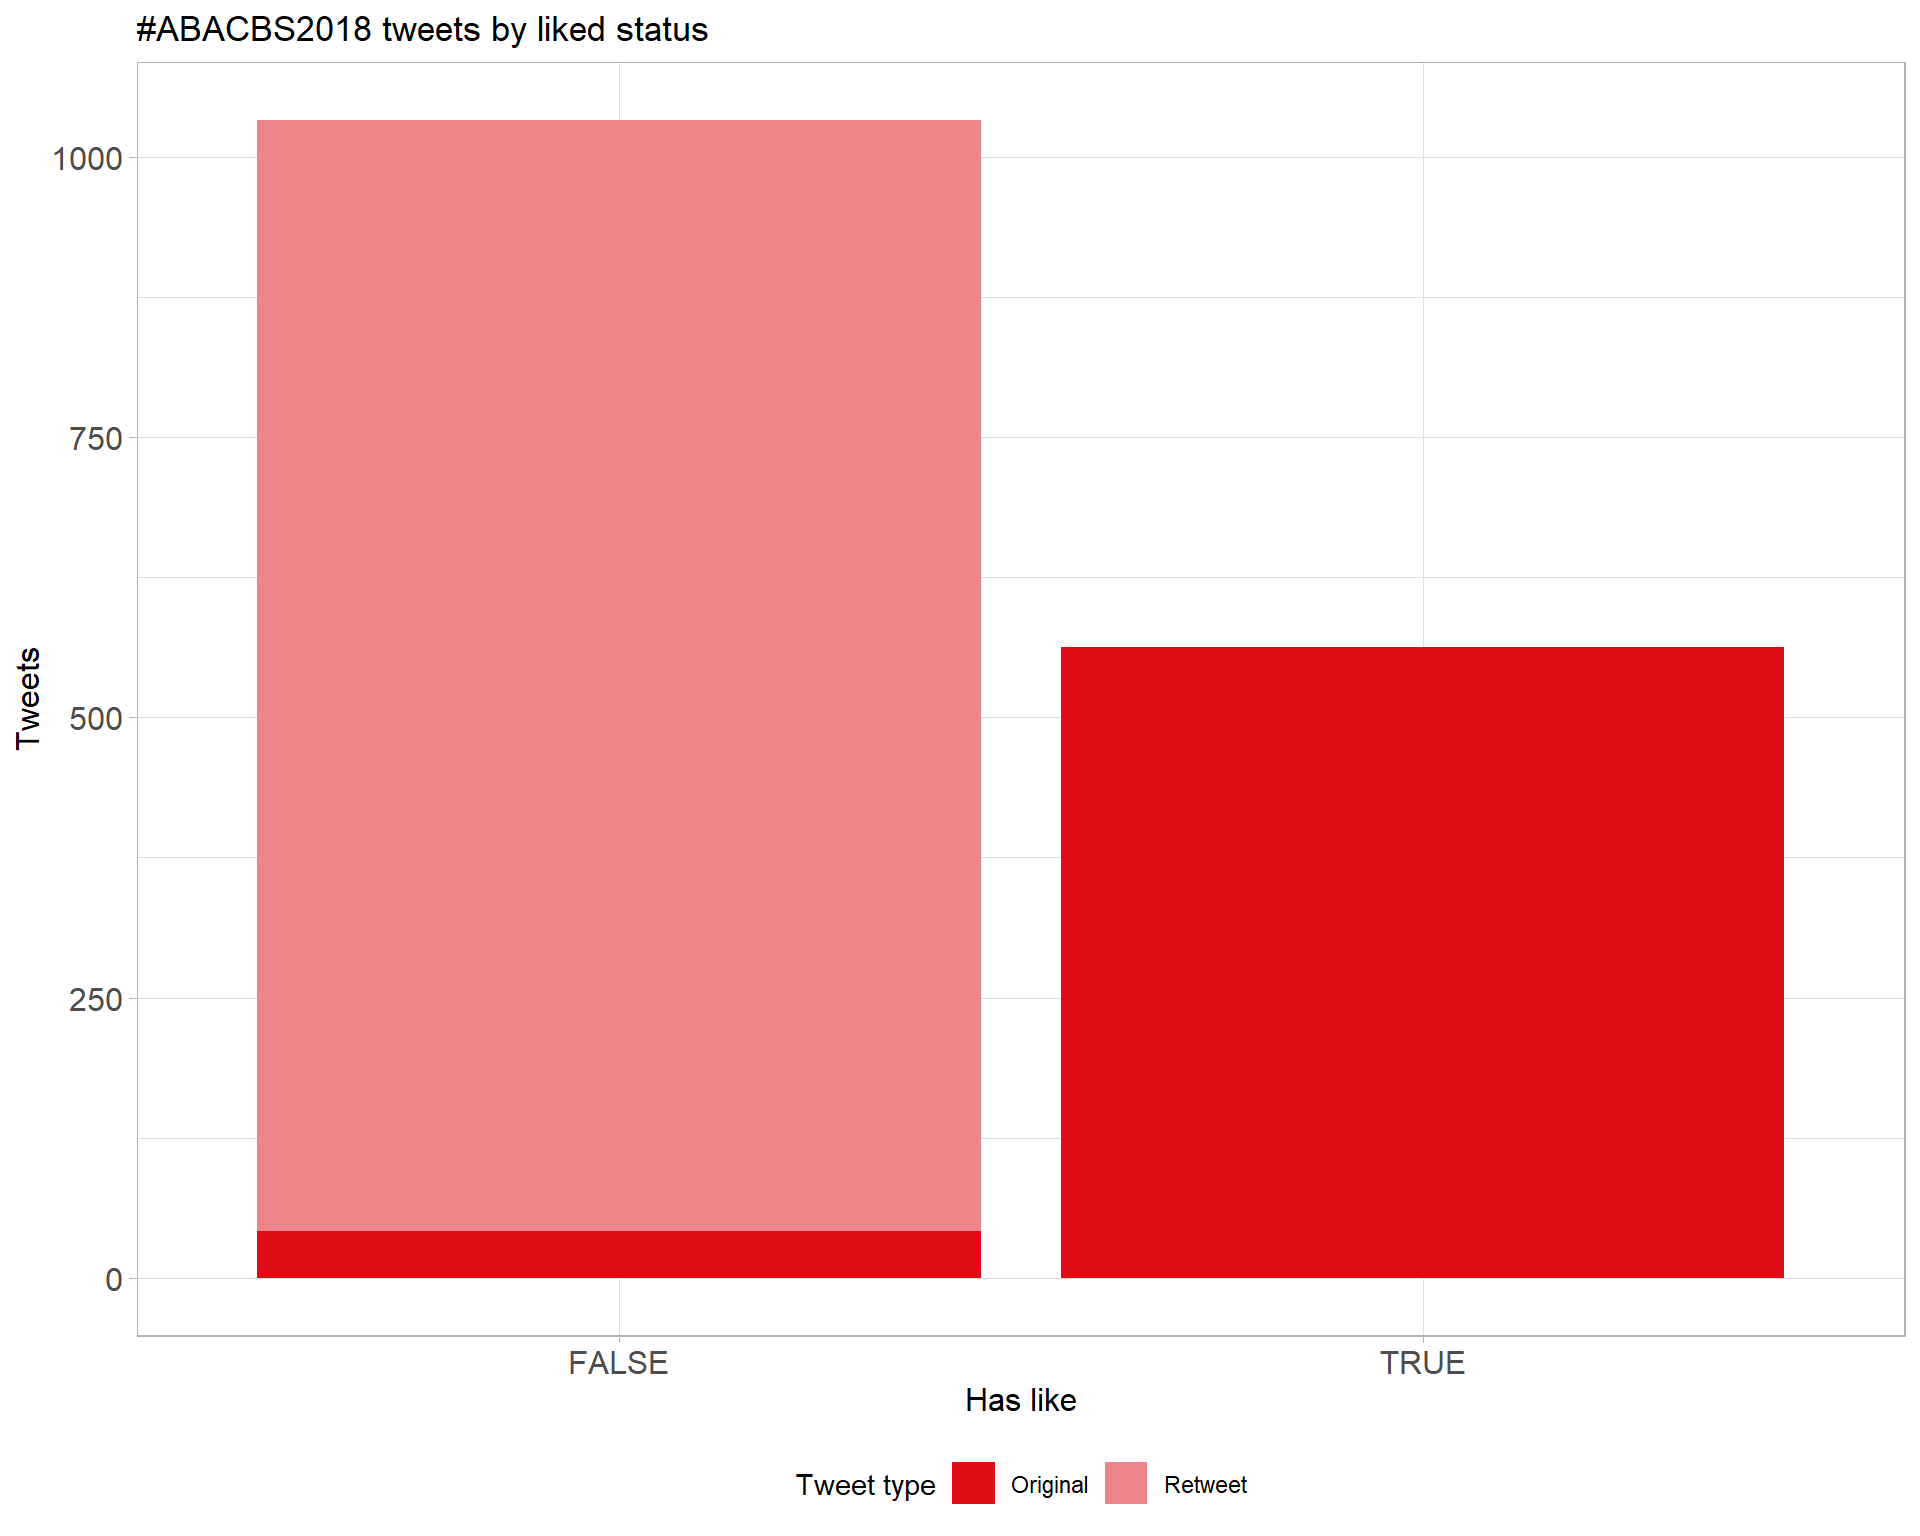 #ABACBS2018 tweets by liked status
1000
750
500
250
0
Tweets
FALSE TRUE
Has like
Tweet type Original Retweet